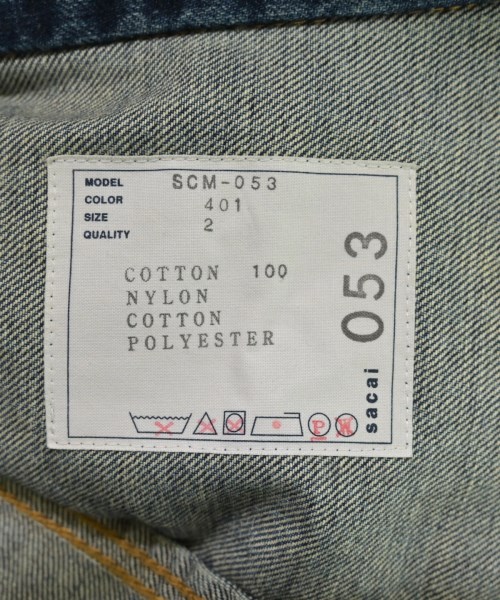 MODEL SCM-053
COLOR 401
SIZE 2
QUALITY
COTTON 100
NYLON
COTTON
POLYESTER
053
sacai
P W